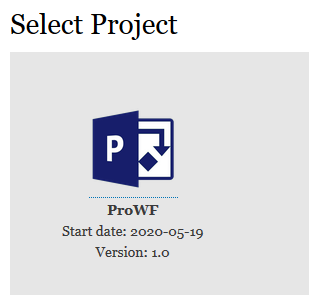 Select Project
P
ProWF
Start date: 2020-05-19
Version: 1.0